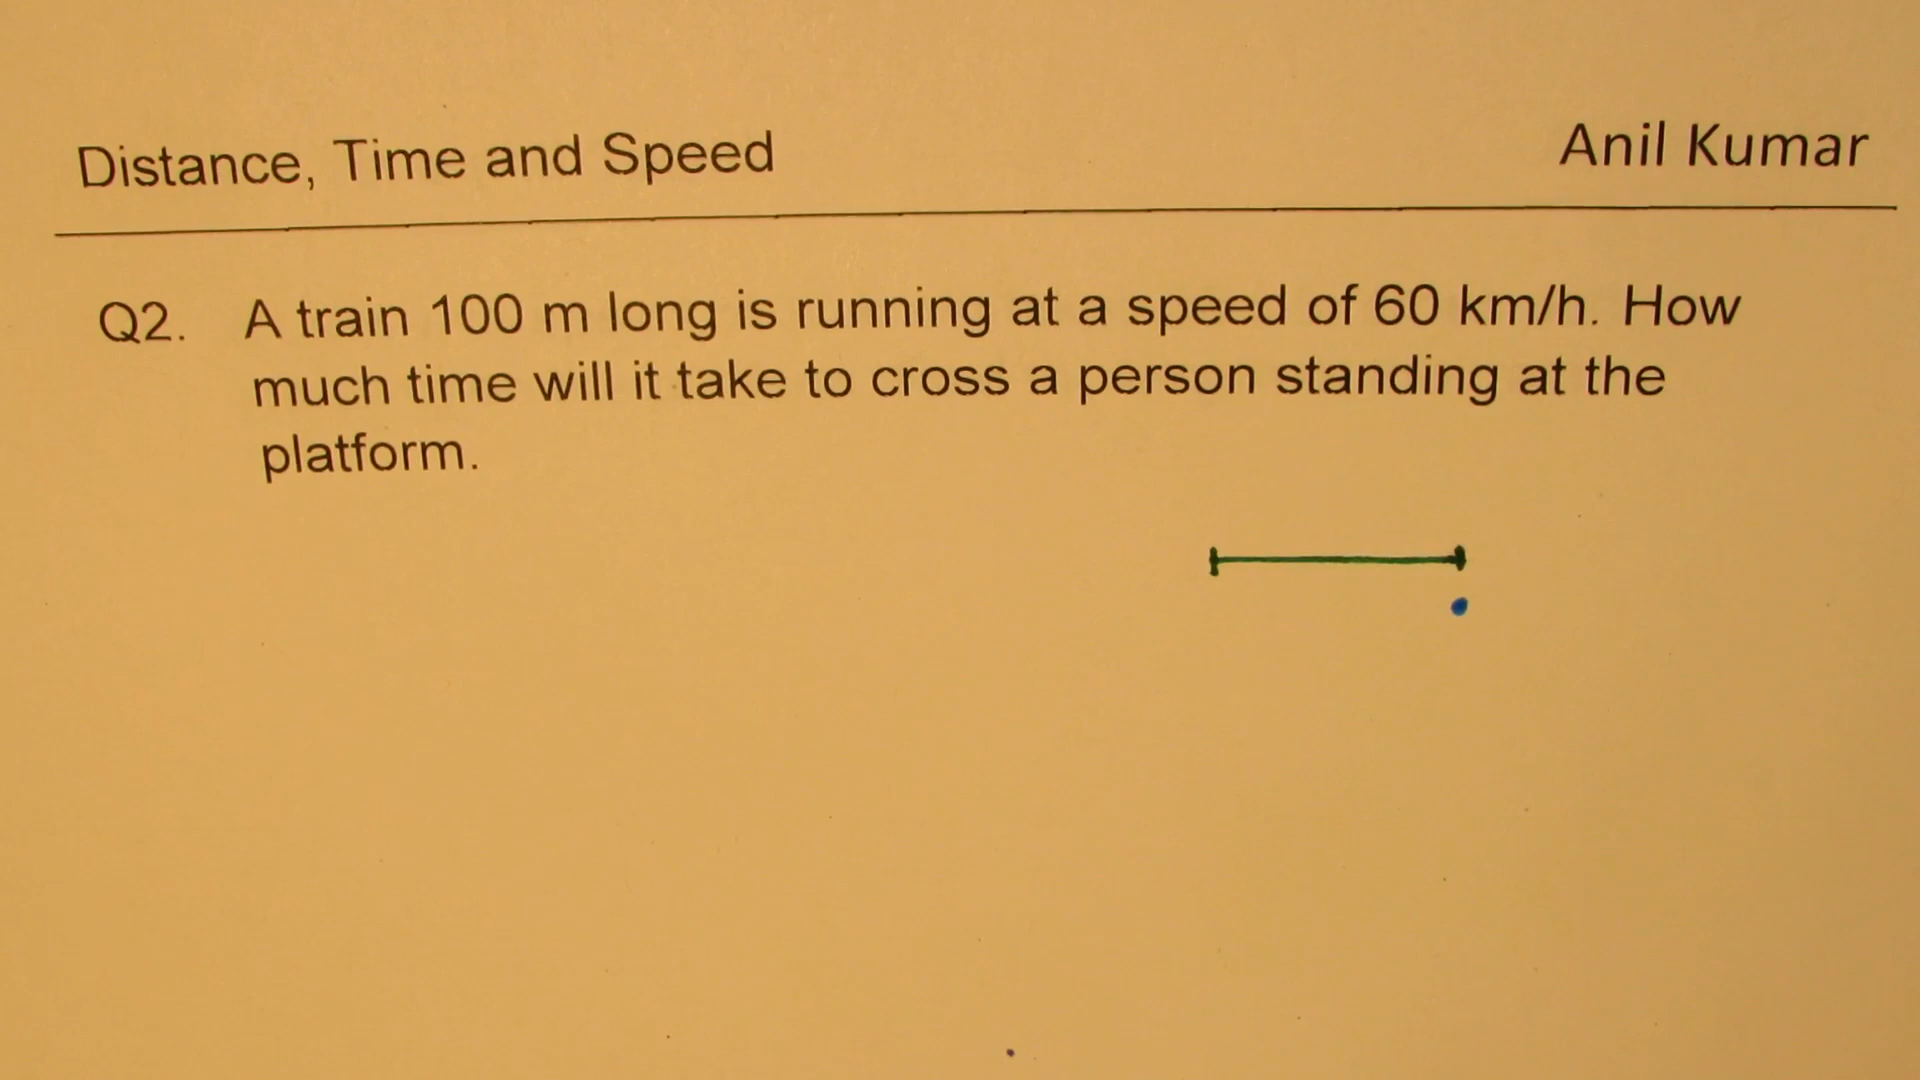 Distance, Time and Speed
Anil Kumar
Q2. A train 100 m long is running at a speed of 60 km/h. How
much time will it take to cross a person standing at the
platform.